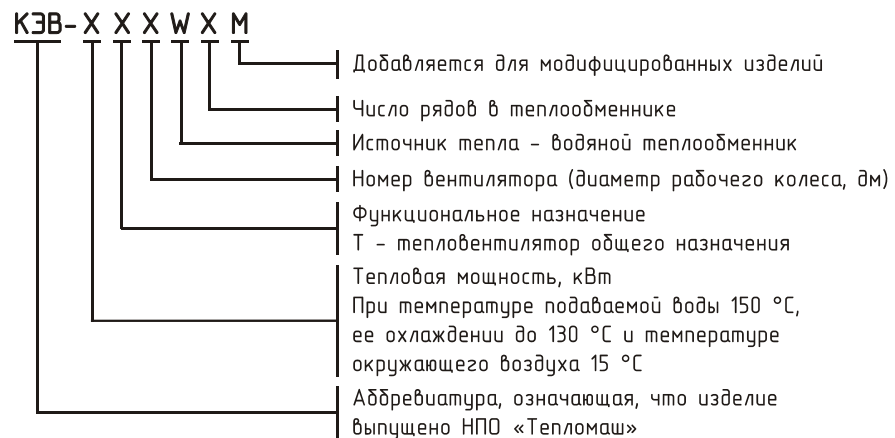 КЭВ-Х Х Х W Х М
Добавляется для модифицированных изделий
Число рядов в теплообменнике
Источник тепла - водяной теплообменник
Номер вентилятора (диаметр рабочего колеса, дм)
Функциональное назначение
Т - тепловентилятор общего назначения
Тепловая мощность, кВт
При температуре подаваемой воды 150 °С,
ее охлаждении до 130 °С и температуре
окружающего воздуха 15 °С
Аббревиатура, означающая, что изделие
выпущено НПО «Тепломаш»